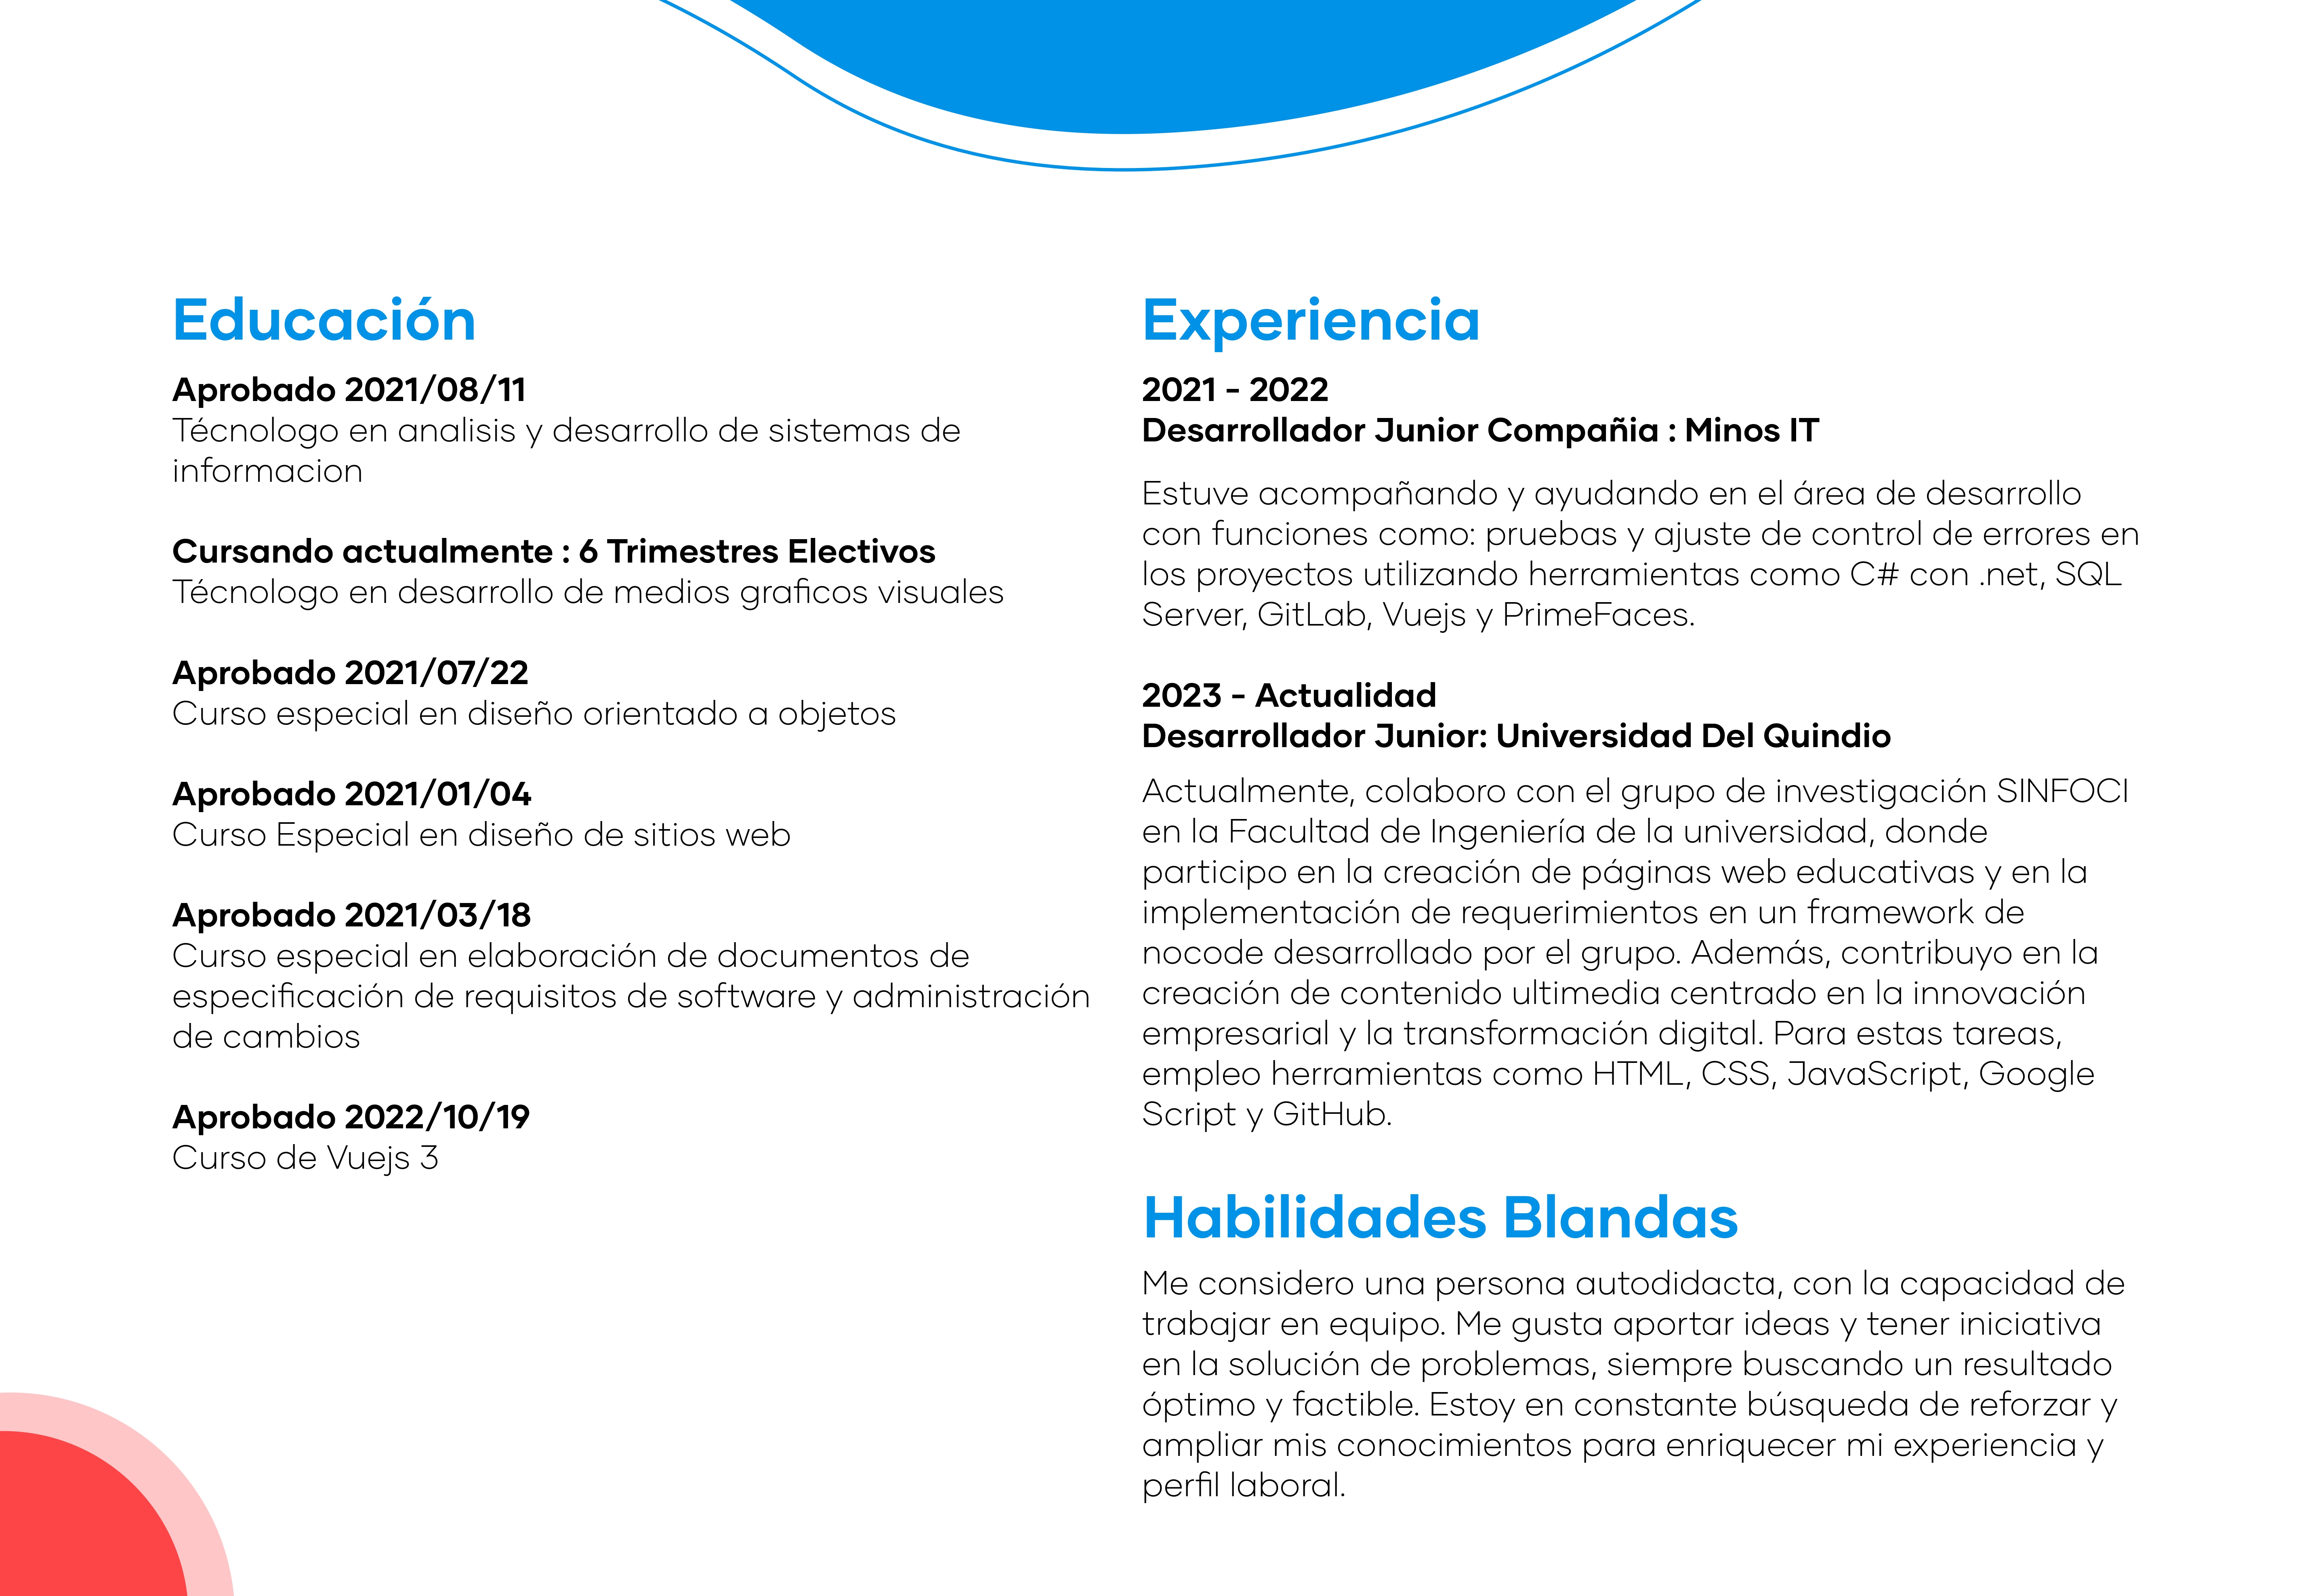 Educación
Aprobado 2021/08/11
Técnologo en analisis y desarrollo de sistemas de
informacion
Cursando actualmente : 6 Trimestres Electivos
Técnologo en desarrollo de medios graficos visuales
Aprobado 2021/07/22
Curso especial en diseño orientado a objetos
Aprobado 2021/01/04
Curso Especial en diseño de sitios web
Aprobado 2021/03/18
Curso especial en elaboración de documentos de
especificación de requisitos de software y administración
de cambios
Aprobado 2022/10/19
Curso de Vuejs 3
Experiencia
2021 - 2022
Desarrollador Junior Compañia : Minos IT
Estuve acompañando y ayudando en el área de desarrollo
con funciones como: pruebas y ajuste de control de errores en
los proyectos utilizando herramientas como C# con .net, SQL
Server, GitLab, Vuejs y PrimeFaces.
2023 - Actualidad
Desarrollador Junior: Universidad Del Quindio
Actualmente, colaboro con el grupo de investigación SINFOCI
en la Facultad de Ingeniería de la universidad, donde
participo en la creación de páginas web educativas y en la
implementación de requerimientos en un framework de
nocode desarrollado por el grupo. Además, contribuyo en la
creación de contenido ultimedia centrado en la innovación
empresarial y la transformación digital. Para estas tareas,
empleo herramientas como HTML, CSS, JavaScript, Google
Script y GitHub.
Habilidades Blandas
Me considero una persona autodidacta, con la capacidad de
trabajar en equipo. Me gusta aportar ideas y tener iniciativa
en la solución de problemas, siempre buscando un resultado
óptimo y factible. Estoy en constante búsqueda de reforzar y
ampliar mis conocimientos para enriquecer mi experiencia y
perfil laboral.